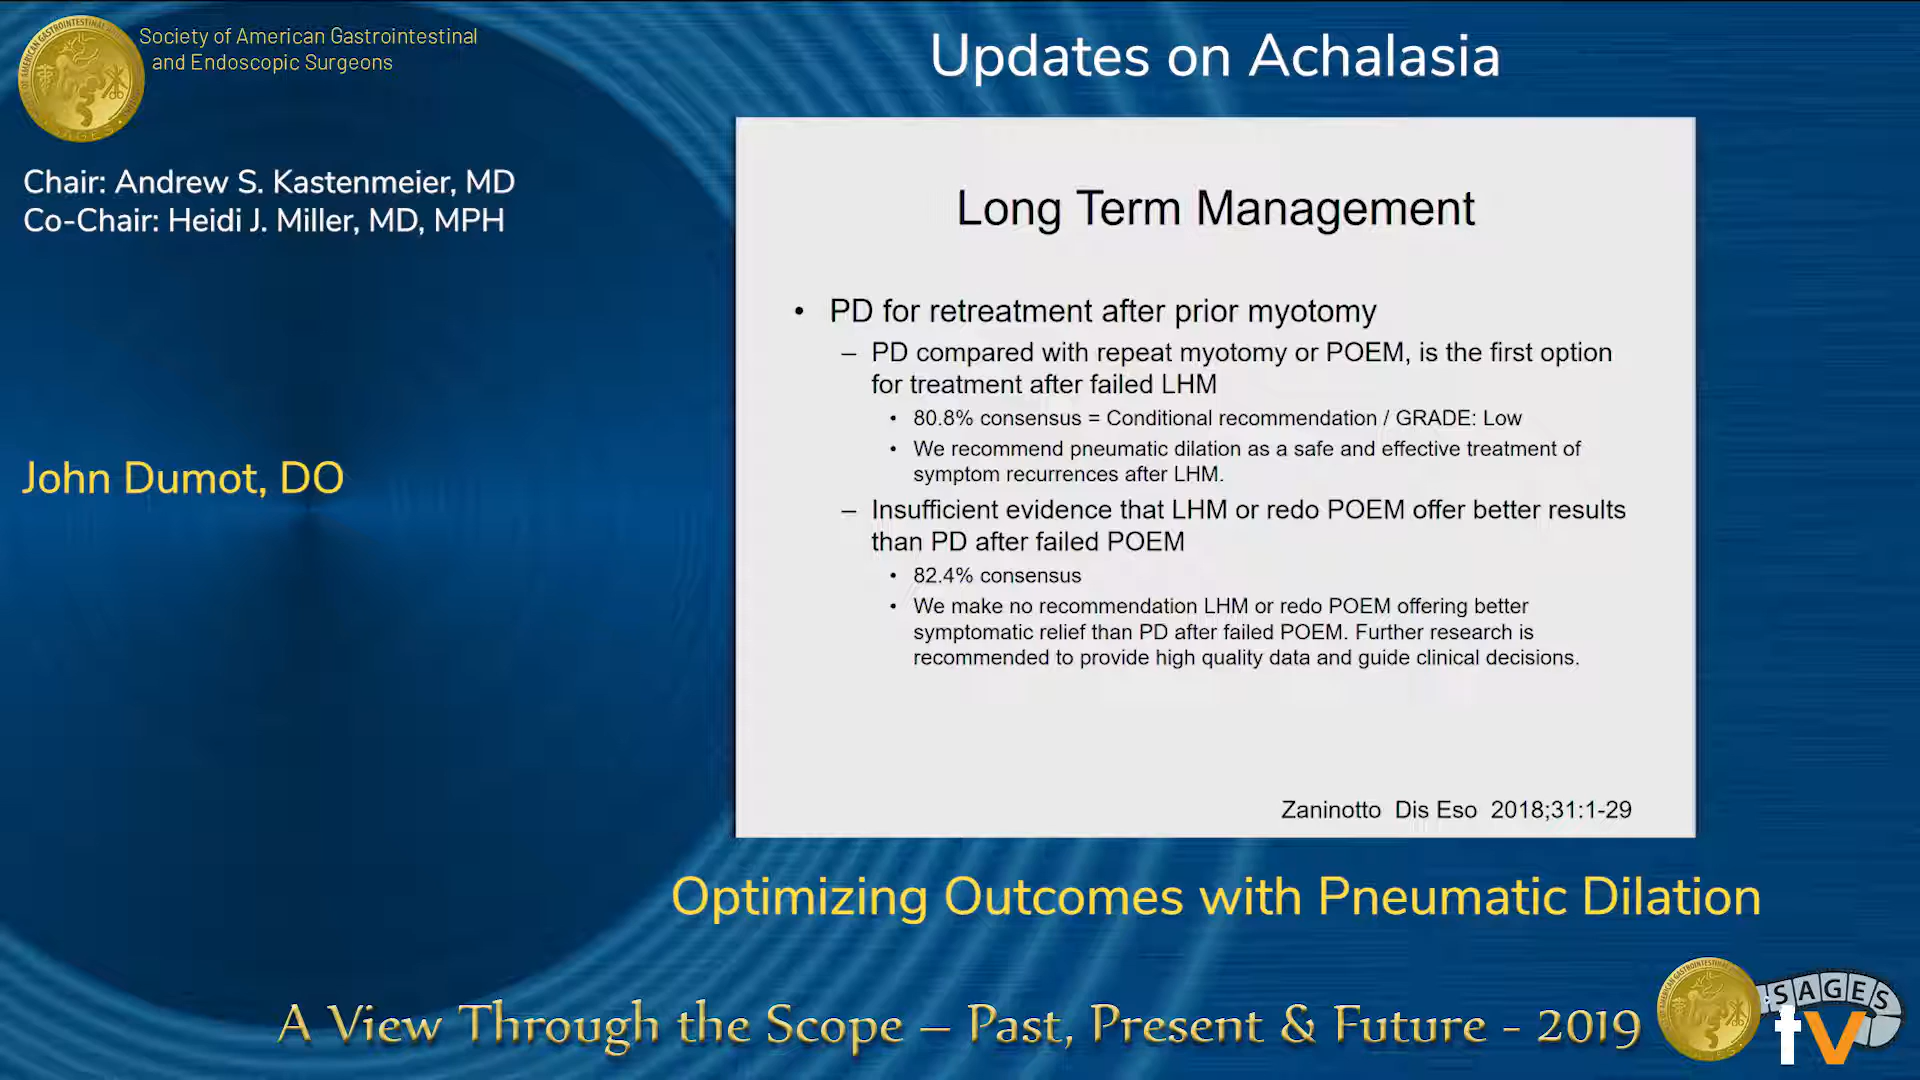 Society of American Gastrointestinal
and Endoscopic Surgeons
Updates on Achalasia
Chair: Andrew S. Kastenmeier, MD
Co-Chair: Heidi J. Miller, MD, MPH
John Dumot, DO
Long Term Management
• PD for retreatment after prior myotomy
– PD compared with repeat myotomy or POEM, is the first option
for treatment after failed LHM
• 80.8% consensus = Conditional recommendation / GRADE: Low
• We recommend pneumatic dilation as a safe and effective treatment of
symptom recurrences after LHM.
– Insufficient evidence that LHM or redo POEM offer better results
than PD after failed POEM
• 82.4% consensus
• We make no recommendation LHM or redo POEM offering better
symptomatic relief than PD after failed POEM. Further research is
recommended to provide high quality data and guide clinical decisions.
Zaninotto Dis Eso 2018;31:1-29
Optimizing Outcomes with Pneumatic Dilation
A View Through the Scope – Past, Present & Future - 2019
SAGES
tv